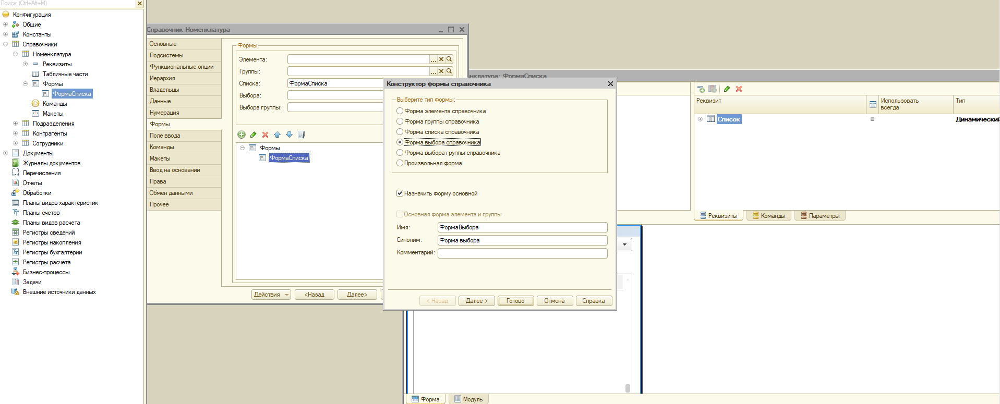 Поиск (Ctrl+Alt+M)
Конфигурация
Общие
Константы
Справочники
Номенклатура
Реквизиты
Табличные части
Формы
ФормаСписка
Команды
Макеты
Подразделения
Контрагенты
Сотрудники
Документы
Журналы документов
Перечисления
Отчеты
Обработки
Планы видов характеристик
Планы счетов
Планы видов расчета
Регистры сведений
Регистры накопления
Регистры бухгалтерии
Регистры расчета
Бизнес-процессы
Задачи
Внешние источники данных
Справочник Номенклатура
Основные
Подсистемы
Функциональные опции
Иерархия
Владельцы
Данные
Нумерация
Формы
Поле ввода
Команды
Макеты
Ввод на основании
Права
Обмен данными
Прочее
Формы
Элемента:
Группы:
Списка: ФормаСписка
Выбора:
Выбора группы:
Формы
ФормаСписка
Действия <Назад Далее>
Конструктор формы справочника
Выберите тип формы:
Форма элемента справочника
Форма группы справочника
Форма списка справочника
Форма выбора справочника
Форма выбора группы справочника
Произвольная форма
Назначить форму основной
Основная форма элемента и группы
Имя: ФормаВыбора
Синоним: Форма выбора
Комментарий:
< Назад Далее > Готово Отмена Справка
нклатура: ФормаСписка
Реквизит Использовать всегда Тип
Список Динамический
Реквизиты Команды Параметры
Форма Модуль